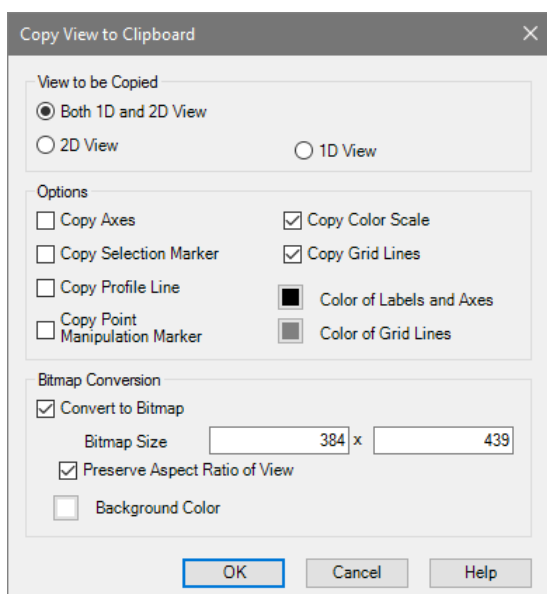 Copy View to Clipboard
View to be Copied
Both 1D and 2D View
2D View
1D View
Options
Copy Axes
Copy Color Scale
Copy Selection Marker
Copy Grid Lines
Copy Profile Line
Color of Labels and Axes
Copy Point
Manipulation Marker
Color of Grid Lines
Bitmap Conversion
Convert to Bitmap
Bitmap Size 384 x 439
Preserve Aspect Ratio of View
Background Color
OK Cancel Help